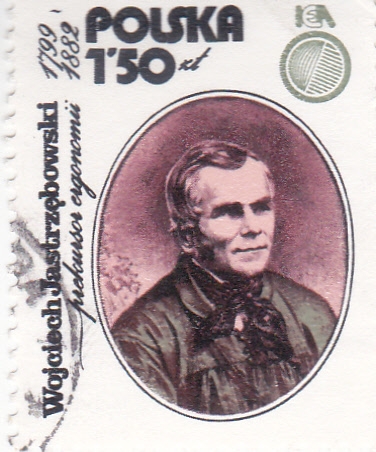 POLSKA
1'50 zł
1799-
1882
Wojciech Jastrzębowski
prekursor ergonomii